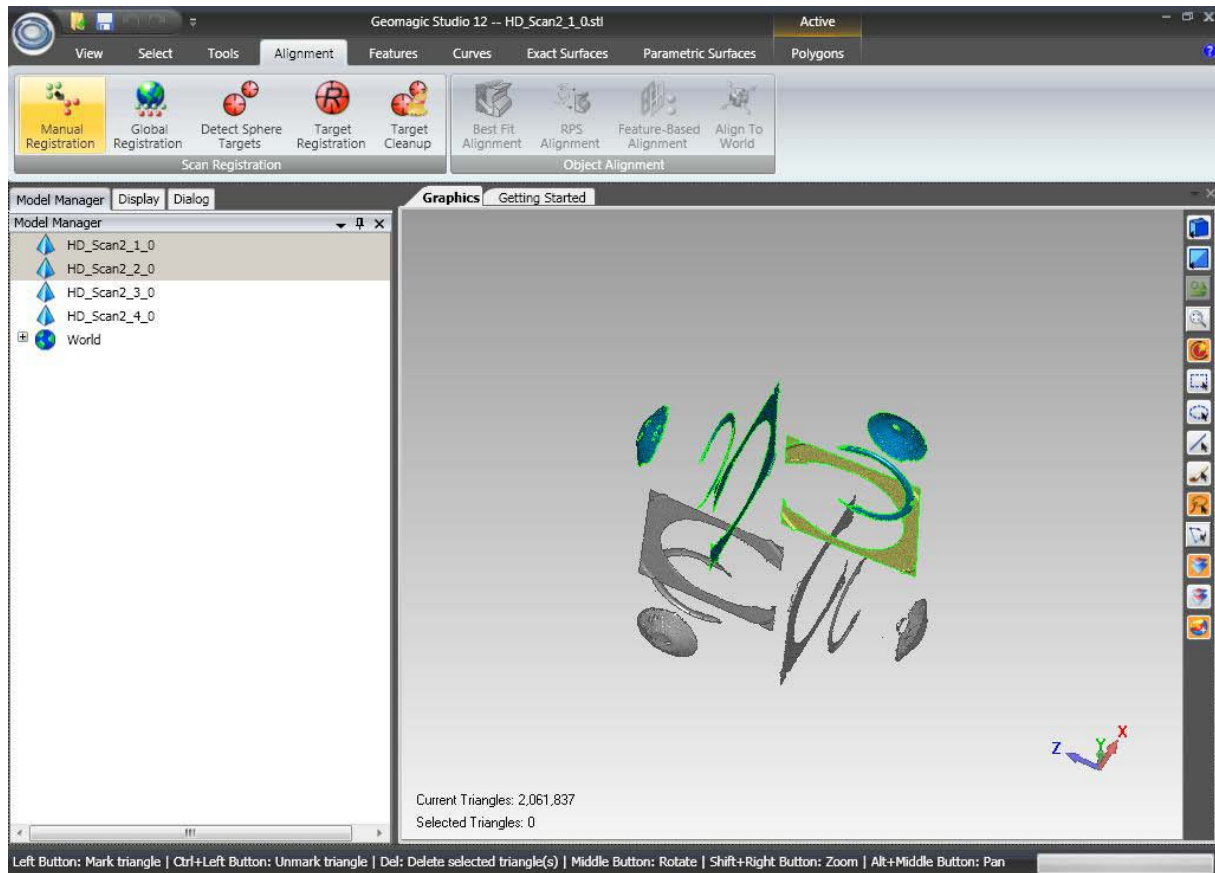 Geomagic Studio 12 -- HD_Scan2_1_0.stl
Active
View Select Tools Alignment Features Curves Exact Surfaces Parametric Surfaces Polygons
Manual Registration
Global Registration
Detect Sphere Targets
Target Registration
Target Cleanup
Best Fit Alignment
RPS Alignment
Feature-Based Alignment
Align To World
Scan Registration
Object Alignment
Model Manager Display Dialog
Graphics Getting Started
Model Manager
HD_Scan2_1_0
HD_Scan2_2_0
HD_Scan2_3_0
HD_Scan2_4_0
World
X
Y
Z
Current Triangles: 2,061,837
Selected Triangles: 0
Left Button: Mark triangle | Ctrl+Left Button: Unmark triangle | Del: Delete selected triangle(s) | Middle Button: Rotate | Shift+Right Button: Zoom | Alt+Middle Button: Pan